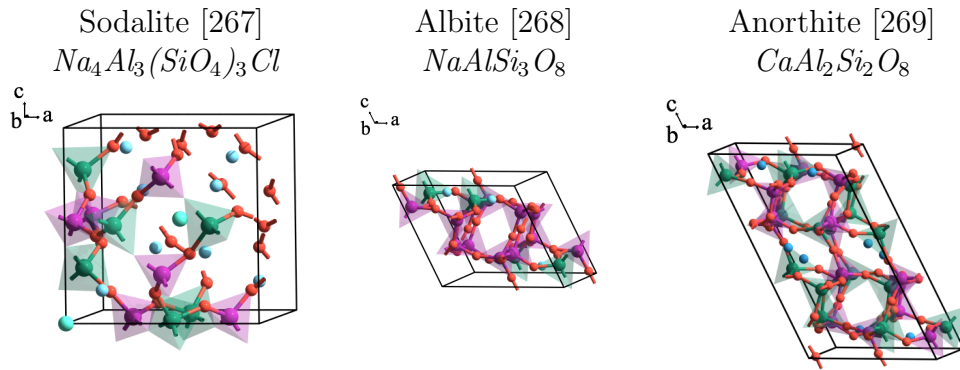 Sodalite [267] Albite [268] Anorthite [269]
Na₄Al₃(SiO₄)₃Cl NaAlSi₃O₈ CaAl₂Si₂O₈
c
b a
c
b a
c
b a